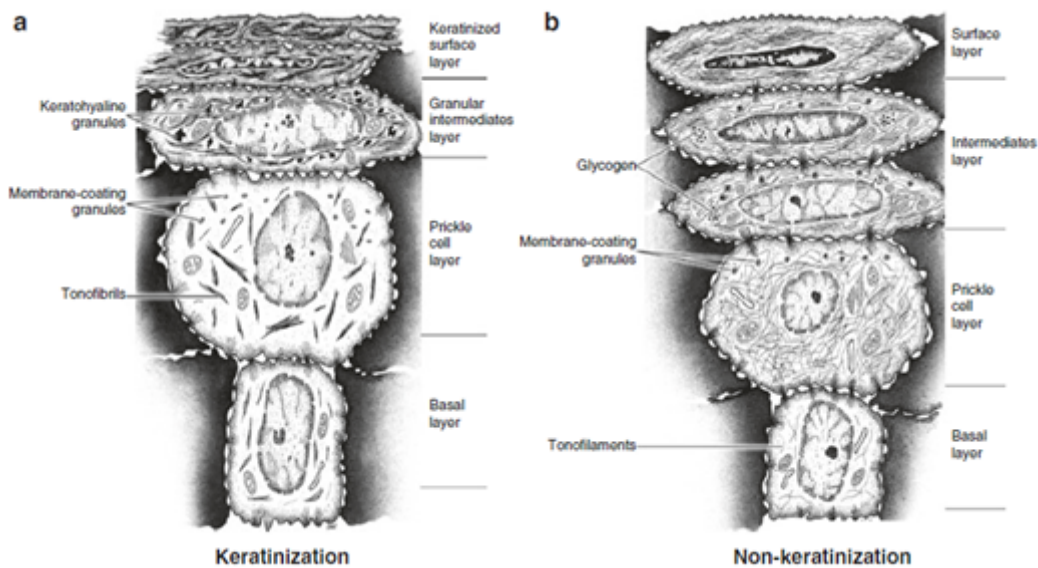 a
Keratinized
surface
layer
Keratohyaline
granules
Granular
intermediates
layer
Membrane-coating
granules
Prickle
cell
layer
Tonofibrils
Basal
layer
Keratinization
b
Surface
layer
Glycogen
Intermediates
layer
Membrane-coating
granules
Prickle
cell
layer
Tonofilaments
Basal
layer
Non-keratinization